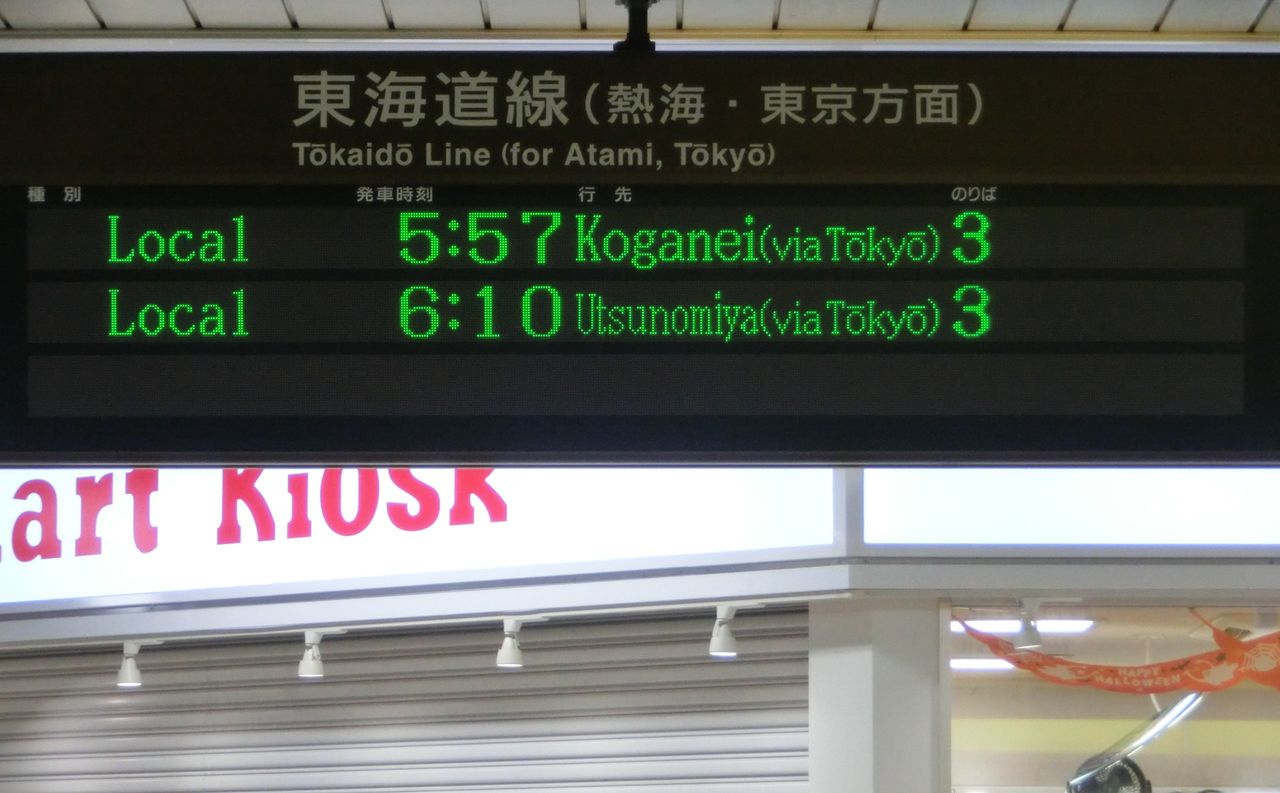 東海道線(熱海・東京方面)
Tōkaidō Line (for Atami, Tōkyō)
種別 発車時刻 行先 のりば
Local 5:57 Koganei(via Tōkyō) 3
Local 6:10 Utsunomiya(via Tōkyō) 3
art Kiosk
HAPPY
HALLOWEEN